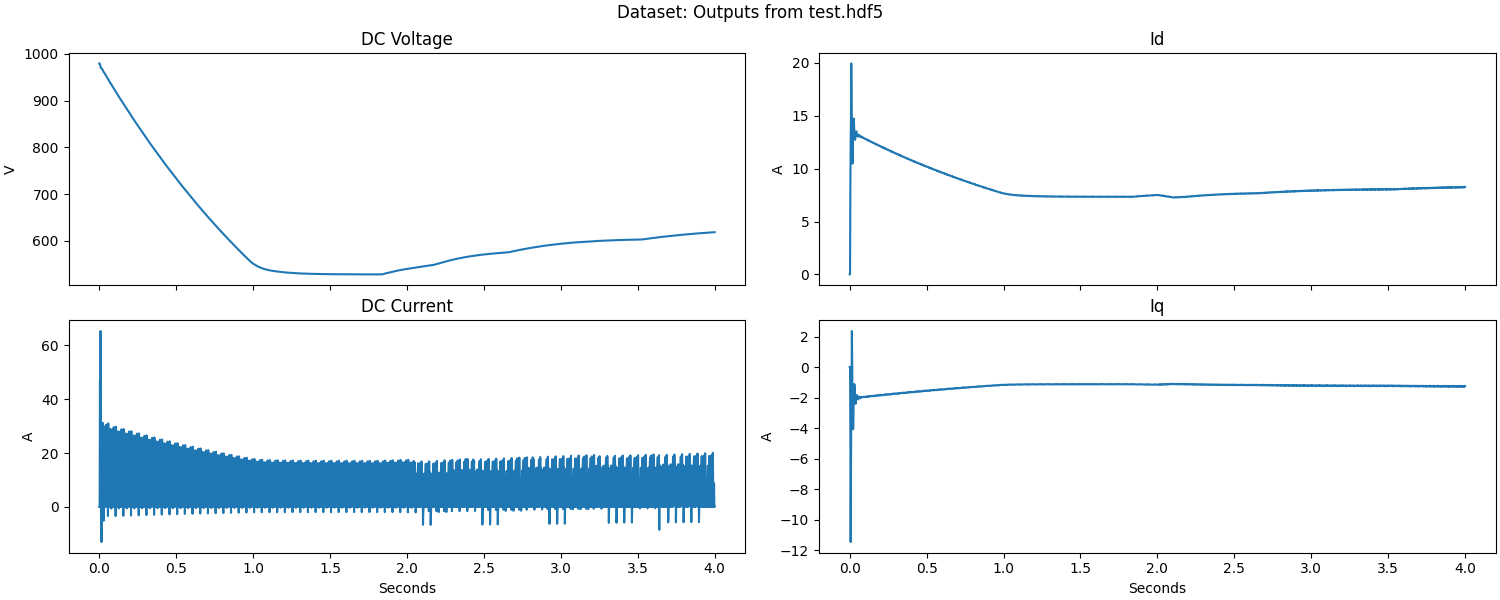 Dataset: Outputs from test.hdf5
DC Voltage
1000
900
800
700
600
V
Id
20
15
10
5
0
A
DC Current
60
40
20
0
A
0.0 0.5 1.0 1.5 2.0 2.5 3.0 3.5 4.0
Seconds
Iq
2
0
−2
−4
−6
−8
−10
−12
A
0.0 0.5 1.0 1.5 2.0 2.5 3.0 3.5 4.0
Seconds